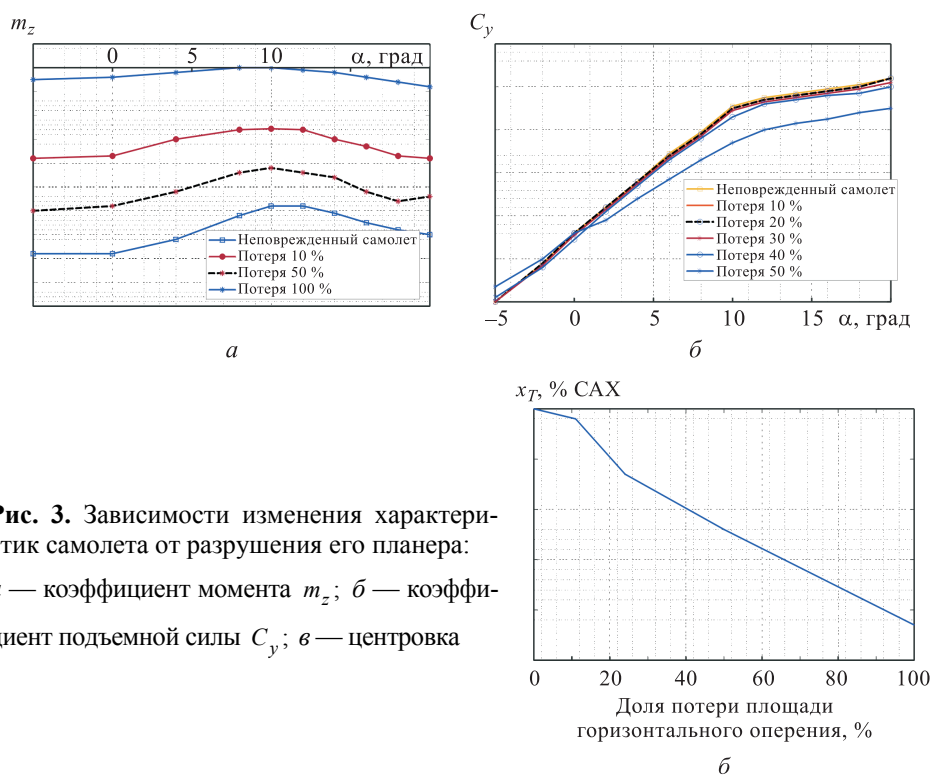 m_z
0 5 10 α, град
Неповрежденный самолет
Потеря 10 %
Потеря 50 %
Потеря 100 %
а
C_y
Неповрежденный самолет
Потеря 10 %
Потеря 20 %
Потеря 30 %
Потеря 40 %
Потеря 50 %
–5 0 5 10 15 α, град
б
x_T, % САХ
0 20 40 60 80 100
Доля потери площади
горизонтального оперения, %
б
Рис. 3. Зависимости изменения характери-
тик самолета от разрушения его планера:
— коэффициент момента m_z; б — коэффи-
циент подъемной силы C_y; в — центровка